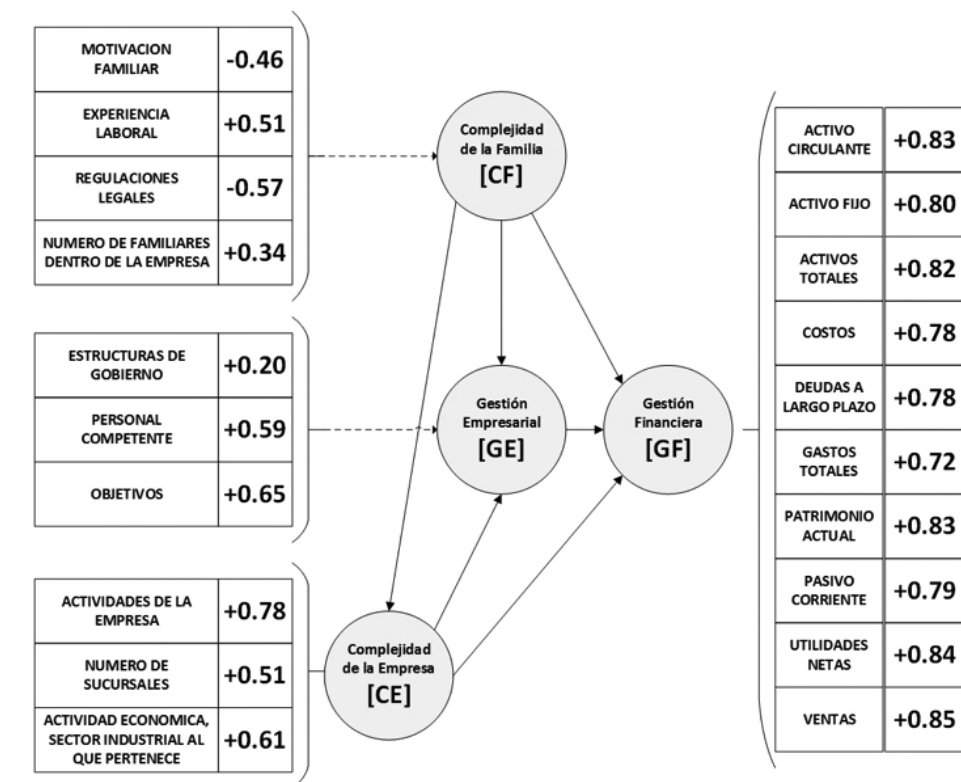 MOTIVACION
FAMILIAR
-0.46
EXPERIENCIA
LABORAL
+0.51
REGULACIONES
LEGALES
-0.57
NUMERO DE FAMILIARES
DENTRO DE LA EMPRESA
+0.34
ESTRUCTURAS DE
GOBIERNO
+0.20
PERSONAL
COMPETENTE
+0.59
OBJETIVOS
+0.65
ACTIVIDADES DE LA
EMPRESA
+0.78
NUMERO DE
SUCURSALES
+0.51
ACTIVIDAD ECONOMICA,
SECTOR INDUSTRIAL AL
QUE PERTENECE
+0.61
Complejidad
de la Familia
[CF]
Gestión
Empresarial
[GE]
Gestión
Financiera
[GF]
Complejidad
de la Empresa
[CE]
ACTIVO
CIRCULANTE
+0.83
ACTIVO FIJO
+0.80
ACTIVOS
TOTALES
+0.82
COSTOS
+0.78
DEUDAS A
LARGO PLAZO
+0.78
GASTOS
TOTALES
+0.72
PATRIMONIO
ACTUAL
+0.83
PASIVO
CORRIENTE
+0.79
UTILIDADES
NETAS
+0.84
VENTAS
+0.85